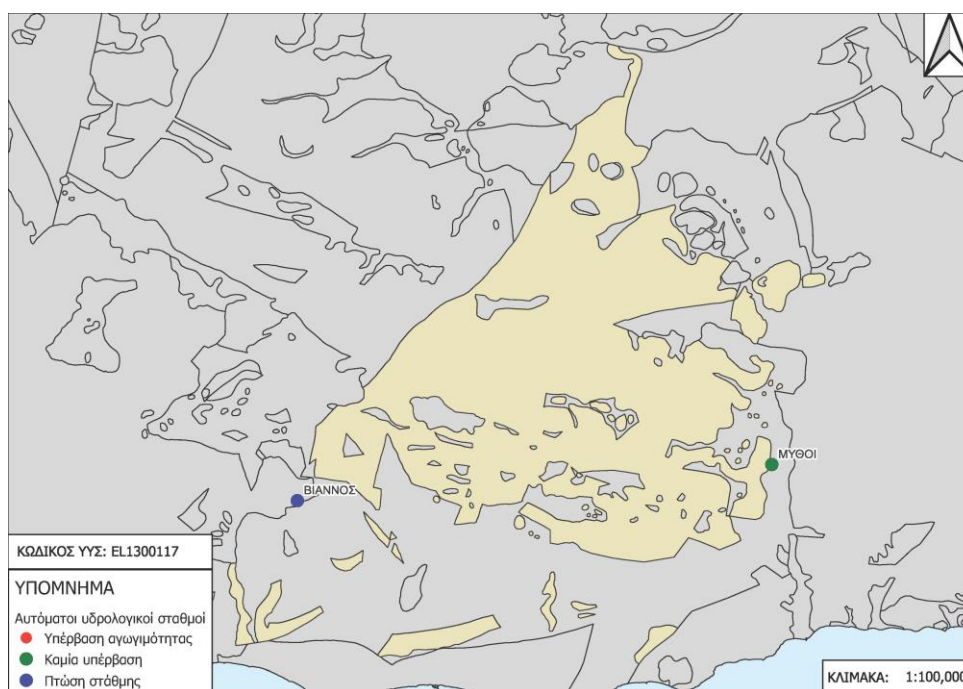 ΜΥΘΟΙ
ΒΙΑΝΝΟΣ
ΚΩΔΙΚΟΣ ΥΥΣ: EL1300117
ΥΠΟΜΝΗΜΑ
Αυτόματοι υδρολογικοί σταθμοί
Υπέρβαση αγωγιμότητας
Καμία υπέρβαση
Πτώση στάθμης
ΚΛΙΜΑΚΑ: 1:100,000